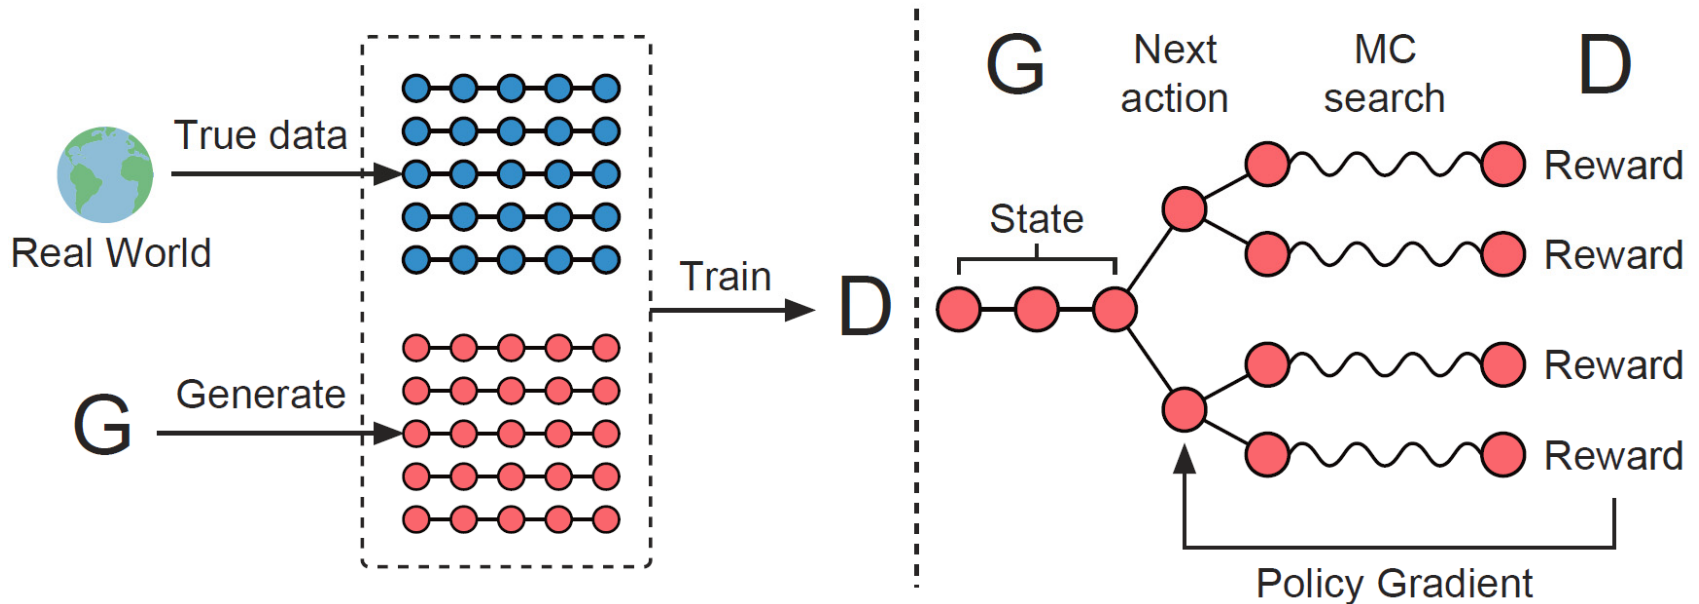 True data
Real World
G
Generate
Train
D
G
Next
action
MC
search
D
State
Reward
Reward
Reward
Reward
Policy Gradient